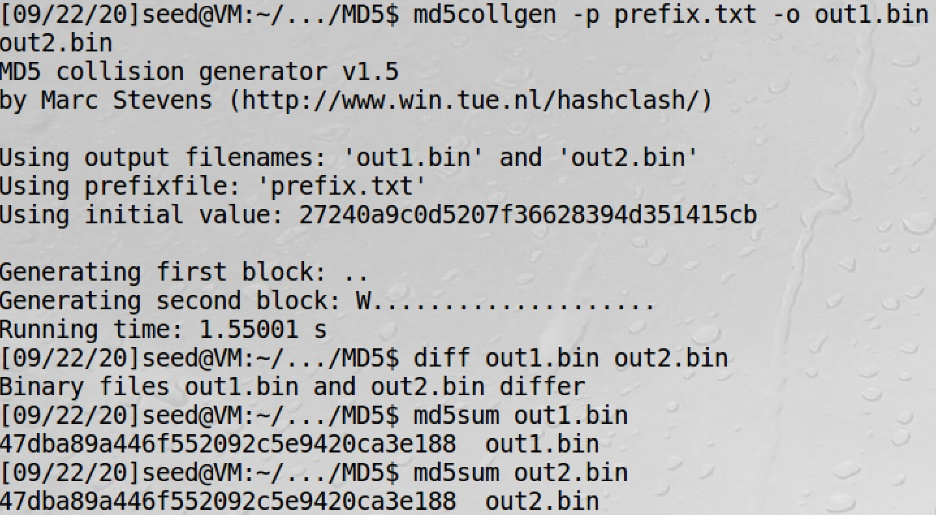 [09/22/20]seed@VM:~/.../MD5$ md5collgen -p prefix.txt -o out1.bin
out2.bin
MD5 collision generator v1.5
by Marc Stevens (http://www.win.tue.nl/hashclash/)
Using output filenames: 'out1.bin' and 'out2.bin'
Using prefixfile: 'prefix.txt'
Using initial value: 27240a9c0d5207f36628394d351415cb
Generating first block: ..
Generating second block: W....................
Running time: 1.55001 s
[09/22/20]seed@VM:~/.../MD5$ diff out1.bin out2.bin
Binary files out1.bin and out2.bin differ
[09/22/20]seed@VM:~/.../MD5$ md5sum out1.bin
47dba89a446f552092c5e9420ca3e188  out1.bin
[09/22/20]seed@VM:~/.../MD5$ md5sum out2.bin
47dba89a446f552092c5e9420ca3e188  out2.bin